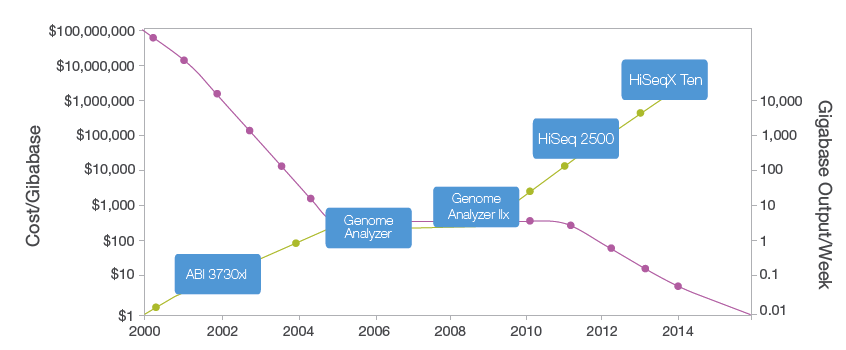 Cost/Gibabase
$100,000,000
$10,000,000
$1,000,000
$100,000
$10,000
$1,000
$100
$10
$1
ABI 3730xl
Genome
Analyzer
Genome
Analyzer IIx
HiSeq 2500
HiSeqX Ten
10,000
1,000
100
10
1
0.1
0.01
Gigabase Output/Week
2000
2002
2004
2006
2008
2010
2012
2014